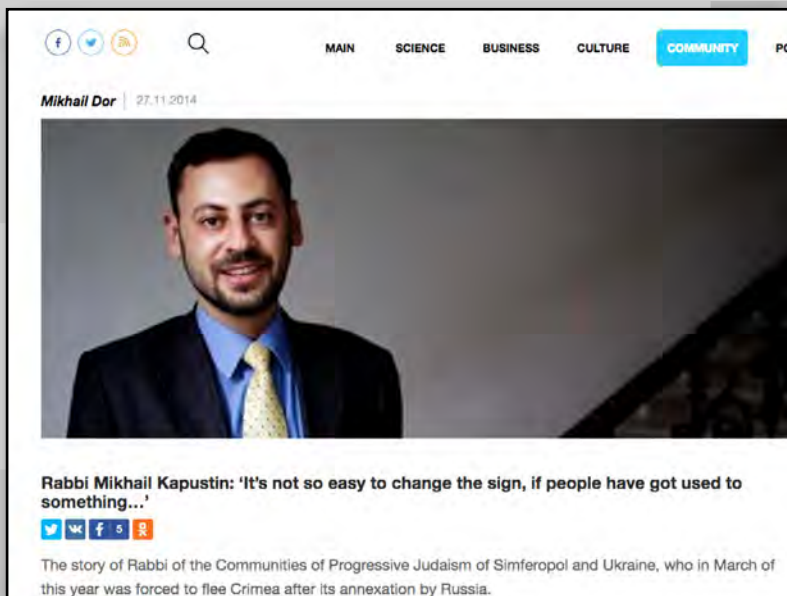 MAIN SCIENCE BUSINESS CULTURE COMMUNITY PO
Mikhail Dor | 27.11.2014
Rabbi Mikhail Kapustin: ‘It’s not so easy to change the sign, if people have got used to
something...’
5
The story of Rabbi of the Communities of Progressive Judaism of Simferopol and Ukraine, who in March of
this year was forced to flee Crimea after its annexation by Russia.